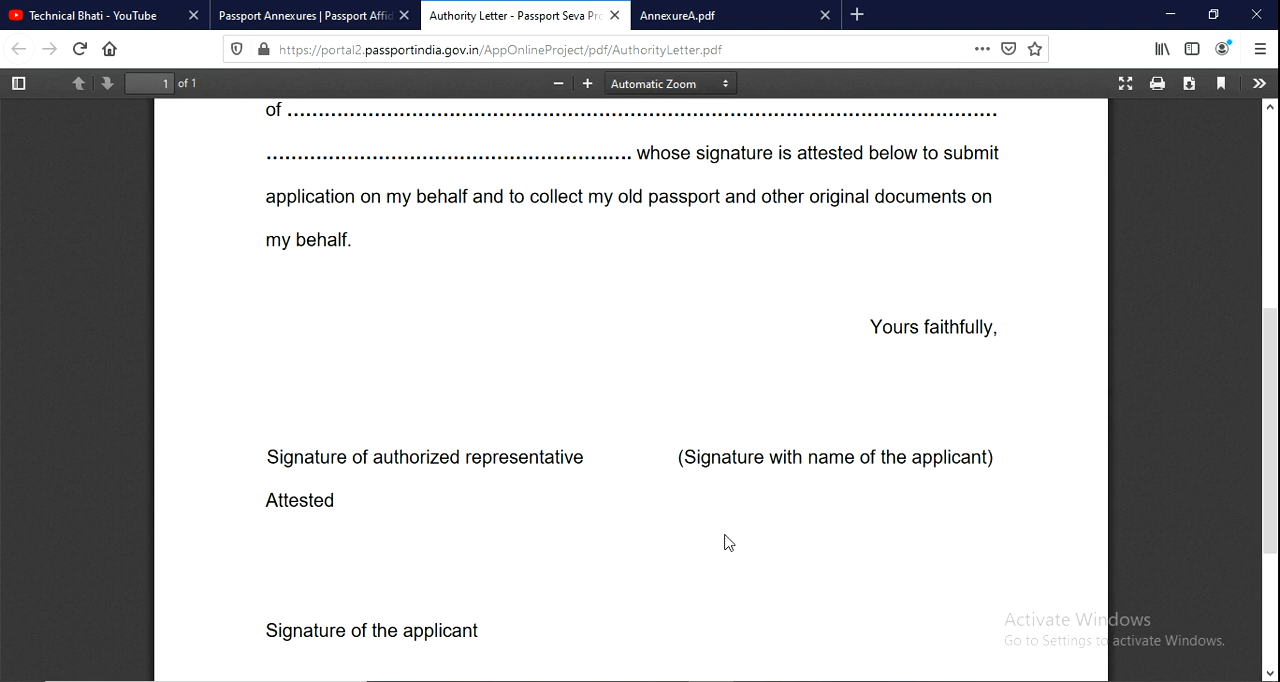 Technical Bhati - YouTube
Passport Annexures | Passport Affid
Authority Letter - Passport Seva Pro
AnnexureA.pdf
https://portal2.passportindia.gov.in/AppOnlineProject/pdf/AuthorityLetter.pdf
1 of 1
Automatic Zoom
of ........................................................................................................................
.............................................................. whose signature is attested below to submit
application on my behalf and to collect my old passport and other original documents on
my behalf.
Yours faithfully,
Signature of authorized representative (Signature with name of the applicant)
Attested
Signature of the applicant
Activate Windows
Go to Settings to activate Windows.